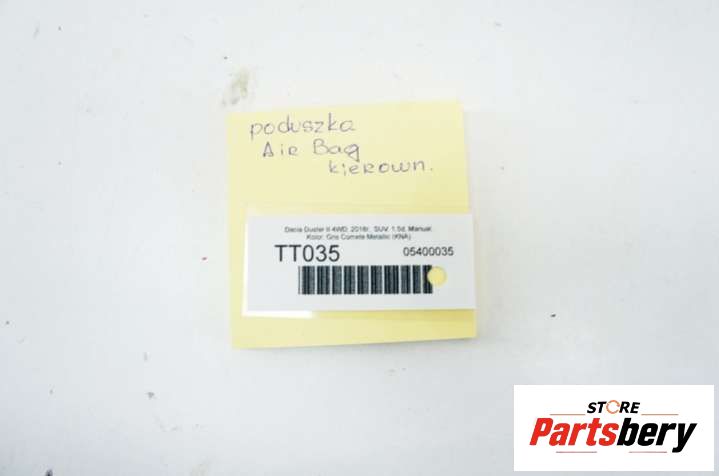 poduszka
Air Bag
kierown.
Dacia Duster II 4WD, 2018r., SUV, 1.5d, Manual,
Kolor: Gris Comete Metallic (KNA)
TT035 05400035
STORE
Partsbery